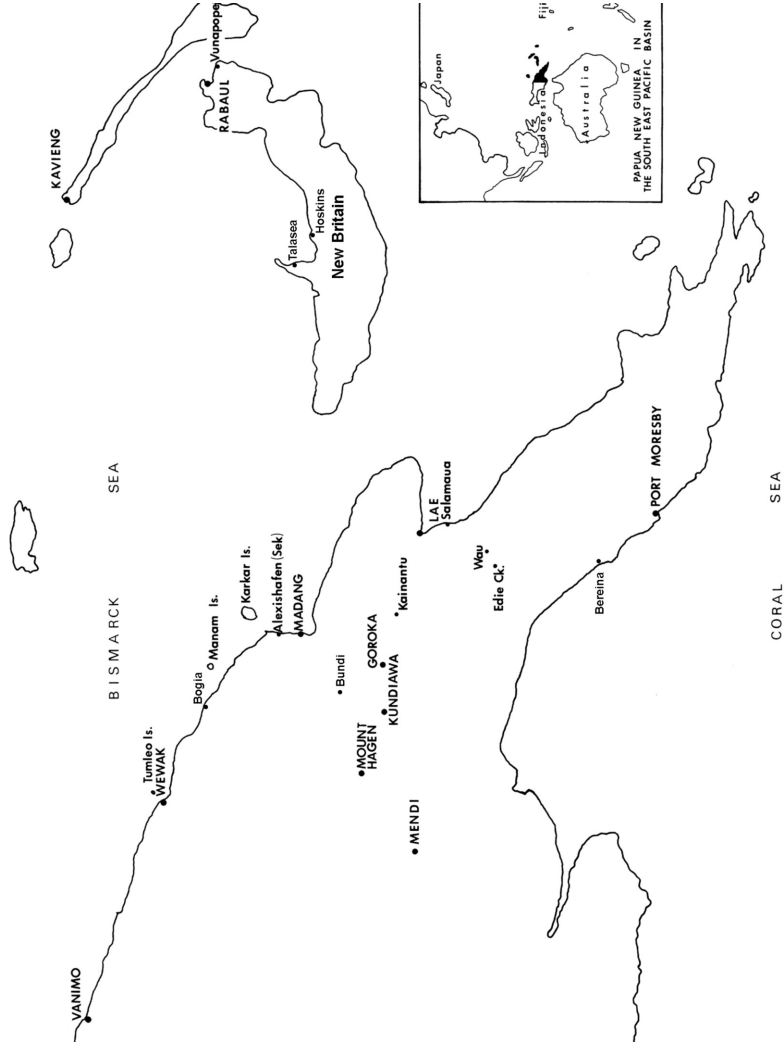 KAVIENG
Vunapope
RABAUL
Talasea
Hoskins
New Britain
BISMARCK SEA
Tumleo Is.
WEWAK
VANIMO
Bogia
Manam Is.
Karkar Is.
Alexishafen (Sek)
MADANG
Bundi
GOROKA
KUNDIAWA
Kainantu
MOUNT
HAGEN
MENDI
LAE
Salamaua
Wau
Edie Ck.
Bereina
PORT MORESBY
CORAL SEA
Japan
Fiji
Indonesia
Australia
PAPUA NEW GUINEA IN
THE SOUTH EAST PACIFIC BASIN